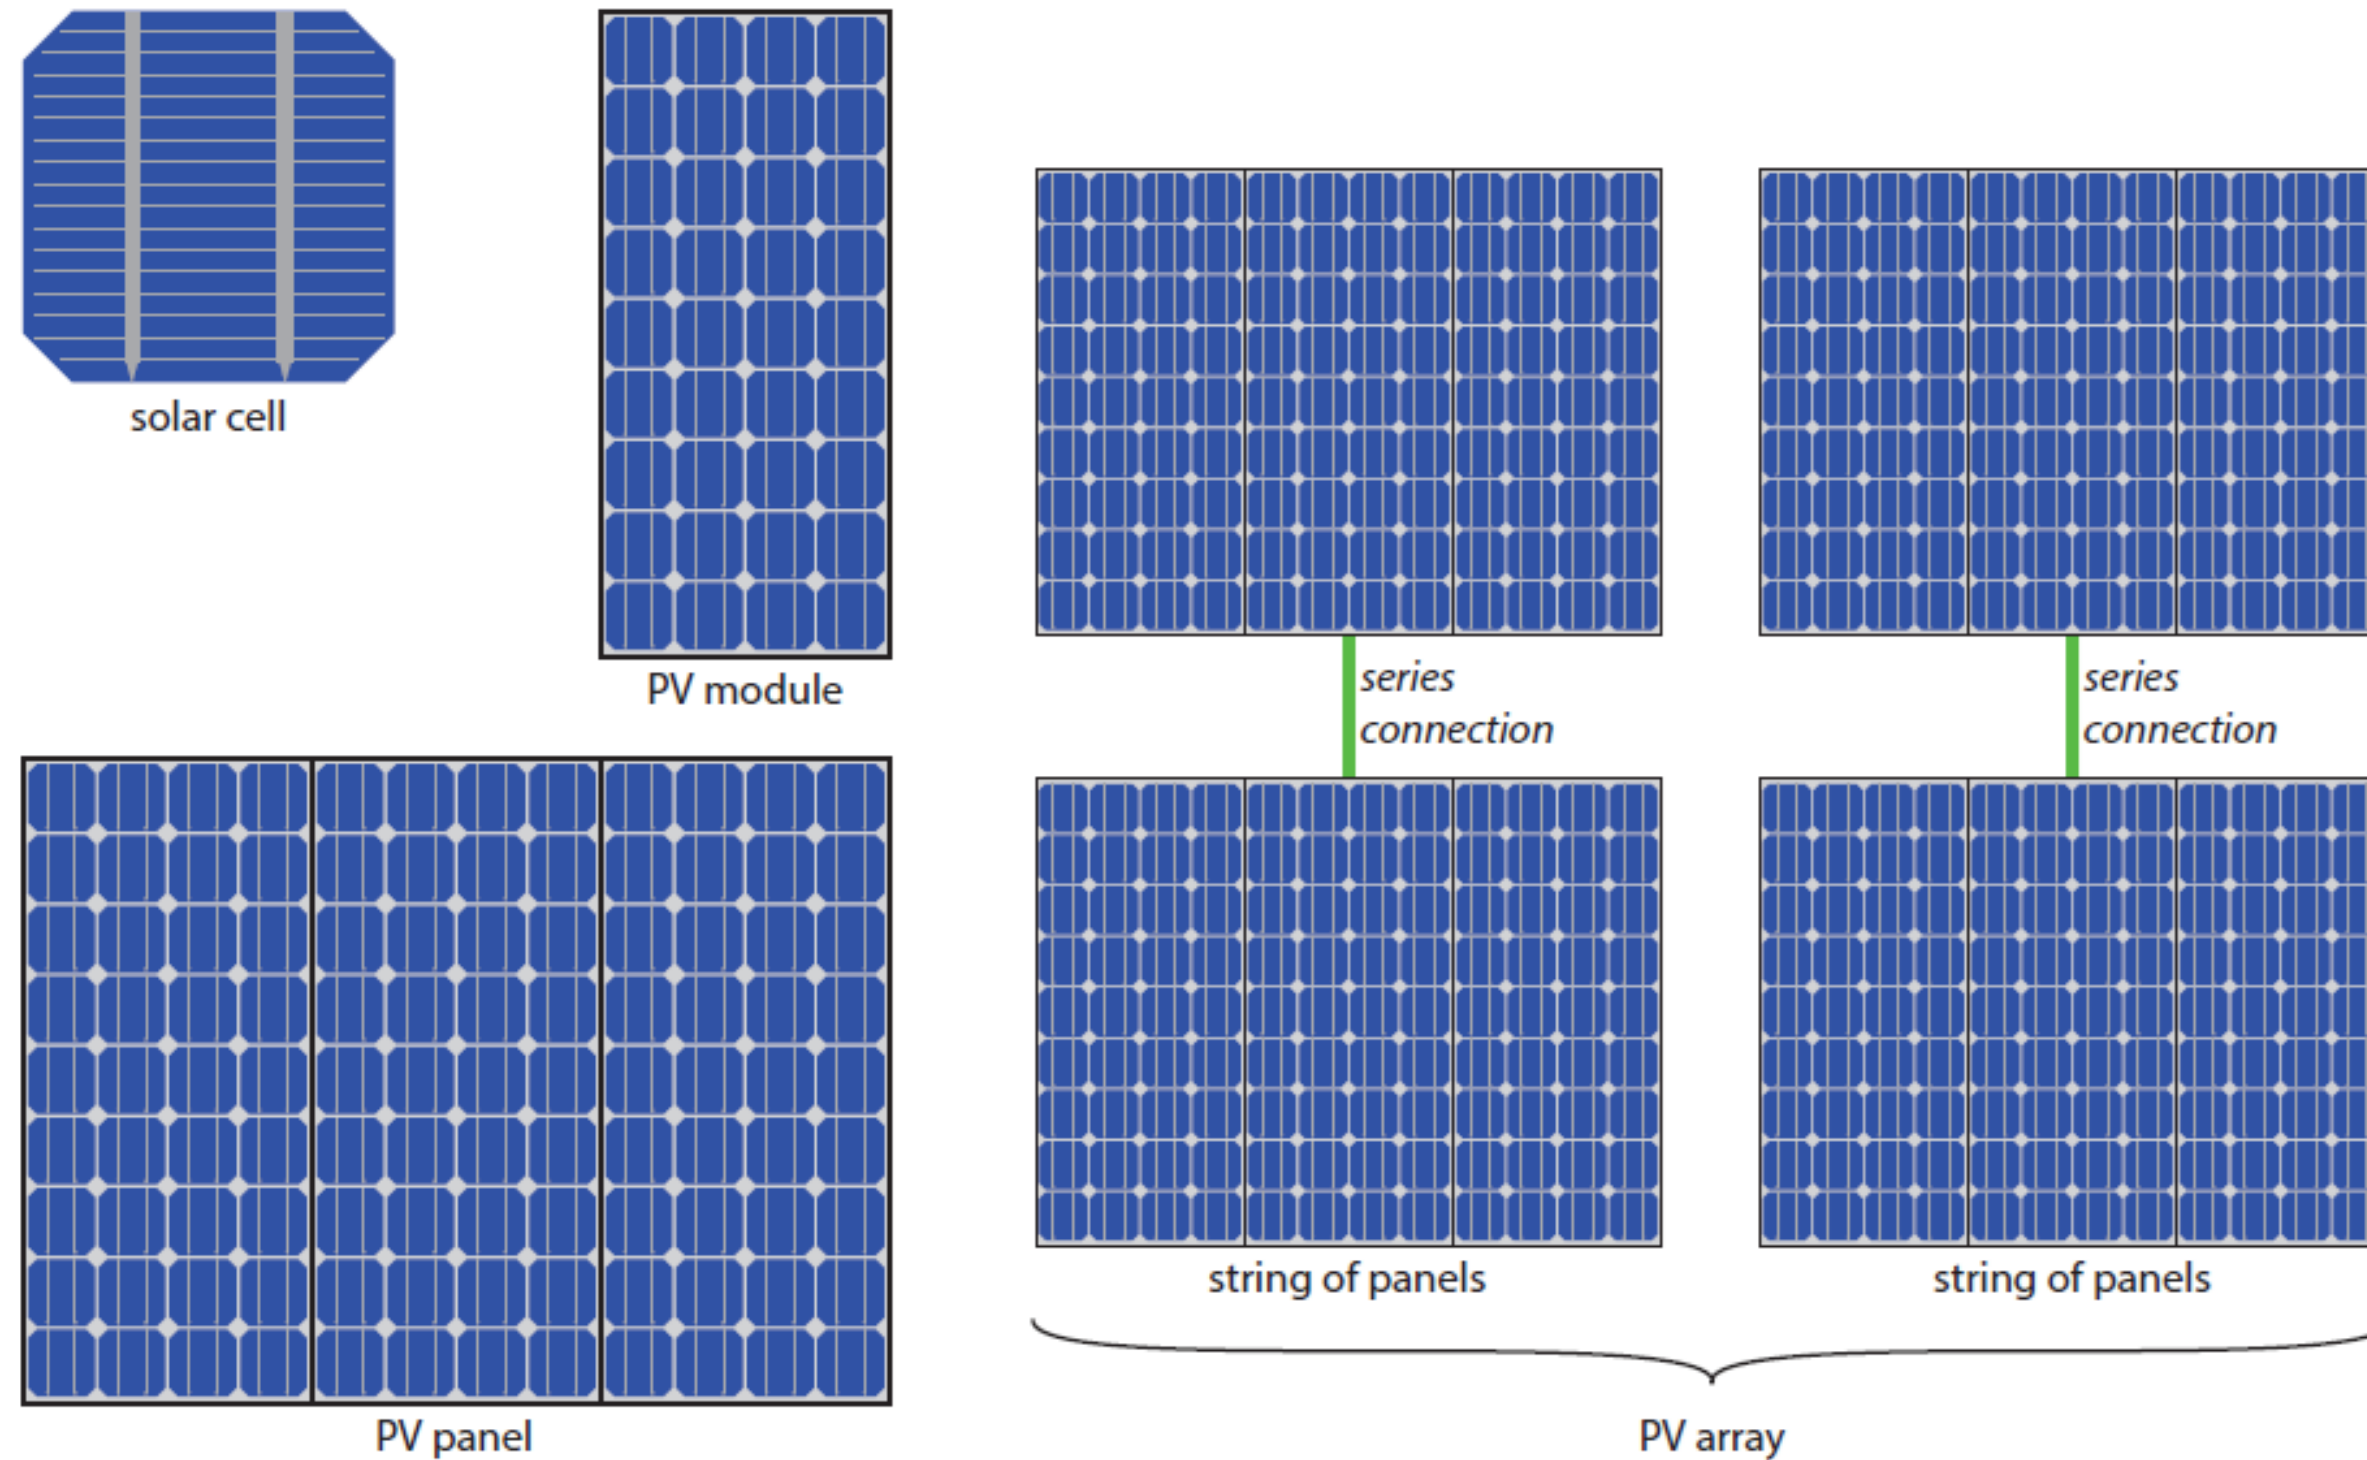 solar cell
PV module
PV panel
series
connection
series
connection
string of panels
string of panels
PV array